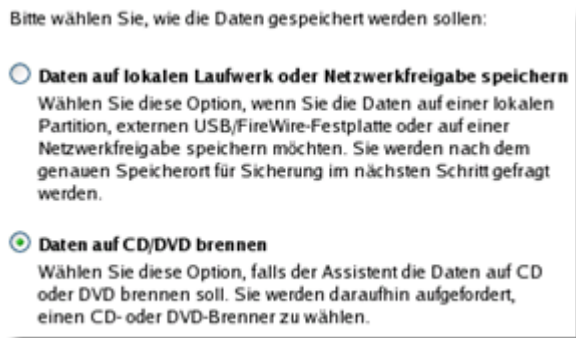 Bitte wählen Sie, wie die Daten gespeichert werden sollen:
Daten auf lokalen Laufwerk oder Netzwerkfreigabe speichern
Wählen Sie diese Option, wenn Sie die Daten auf einer lokalen
Partition, externen USB/FireWire-Festplatte oder auf einer
Netzwerkfreigabe speichern möchten. Sie werden nach dem
genauen Speicherort für Sicherung im nächsten Schritt gefragt
werden.
Daten auf CD/DVD brennen
Wählen Sie diese Option, falls der Assistent die Daten auf CD
oder DVD brennen soll. Sie werden daraufhin aufgefordert,
einen CD- oder DVD-Brenner zu wählen.